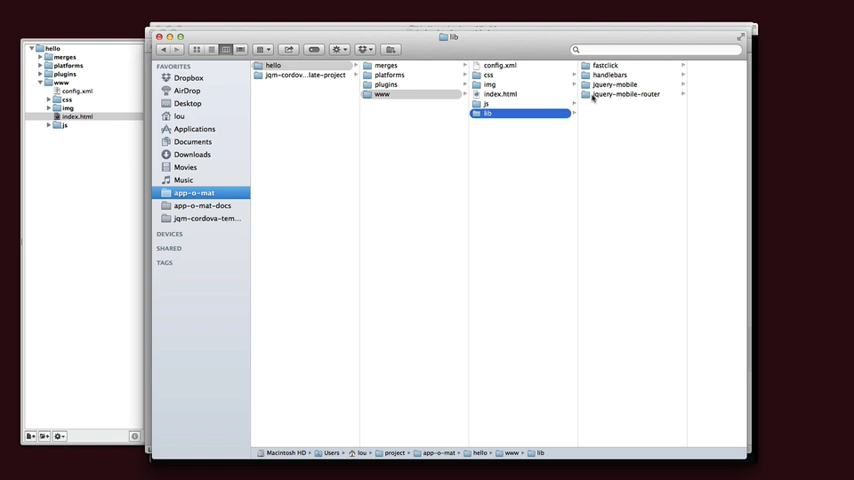 hello
merges
platforms
plugins
www
config.xml
css
img
index.html
js
lib
FAVORITES
Dropbox
AirDrop
Desktop
lou
Applications
Documents
Downloads
Movies
Music
app-o-mat
app-o-mat-docs
jqm-cordova-tem...
DEVICES
SHARED
TAGS
hello
jqm-cordov...late-project
merges
platforms
plugins
www
config.xml
css
img
index.html
js
lib
fastclick
handlebars
jquery-mobile
jquery-mobile-router
Macintosh HD ▸ Users ▸ lou ▸ project ▸ app-o-mat ▸ hello ▸ www ▸ lib